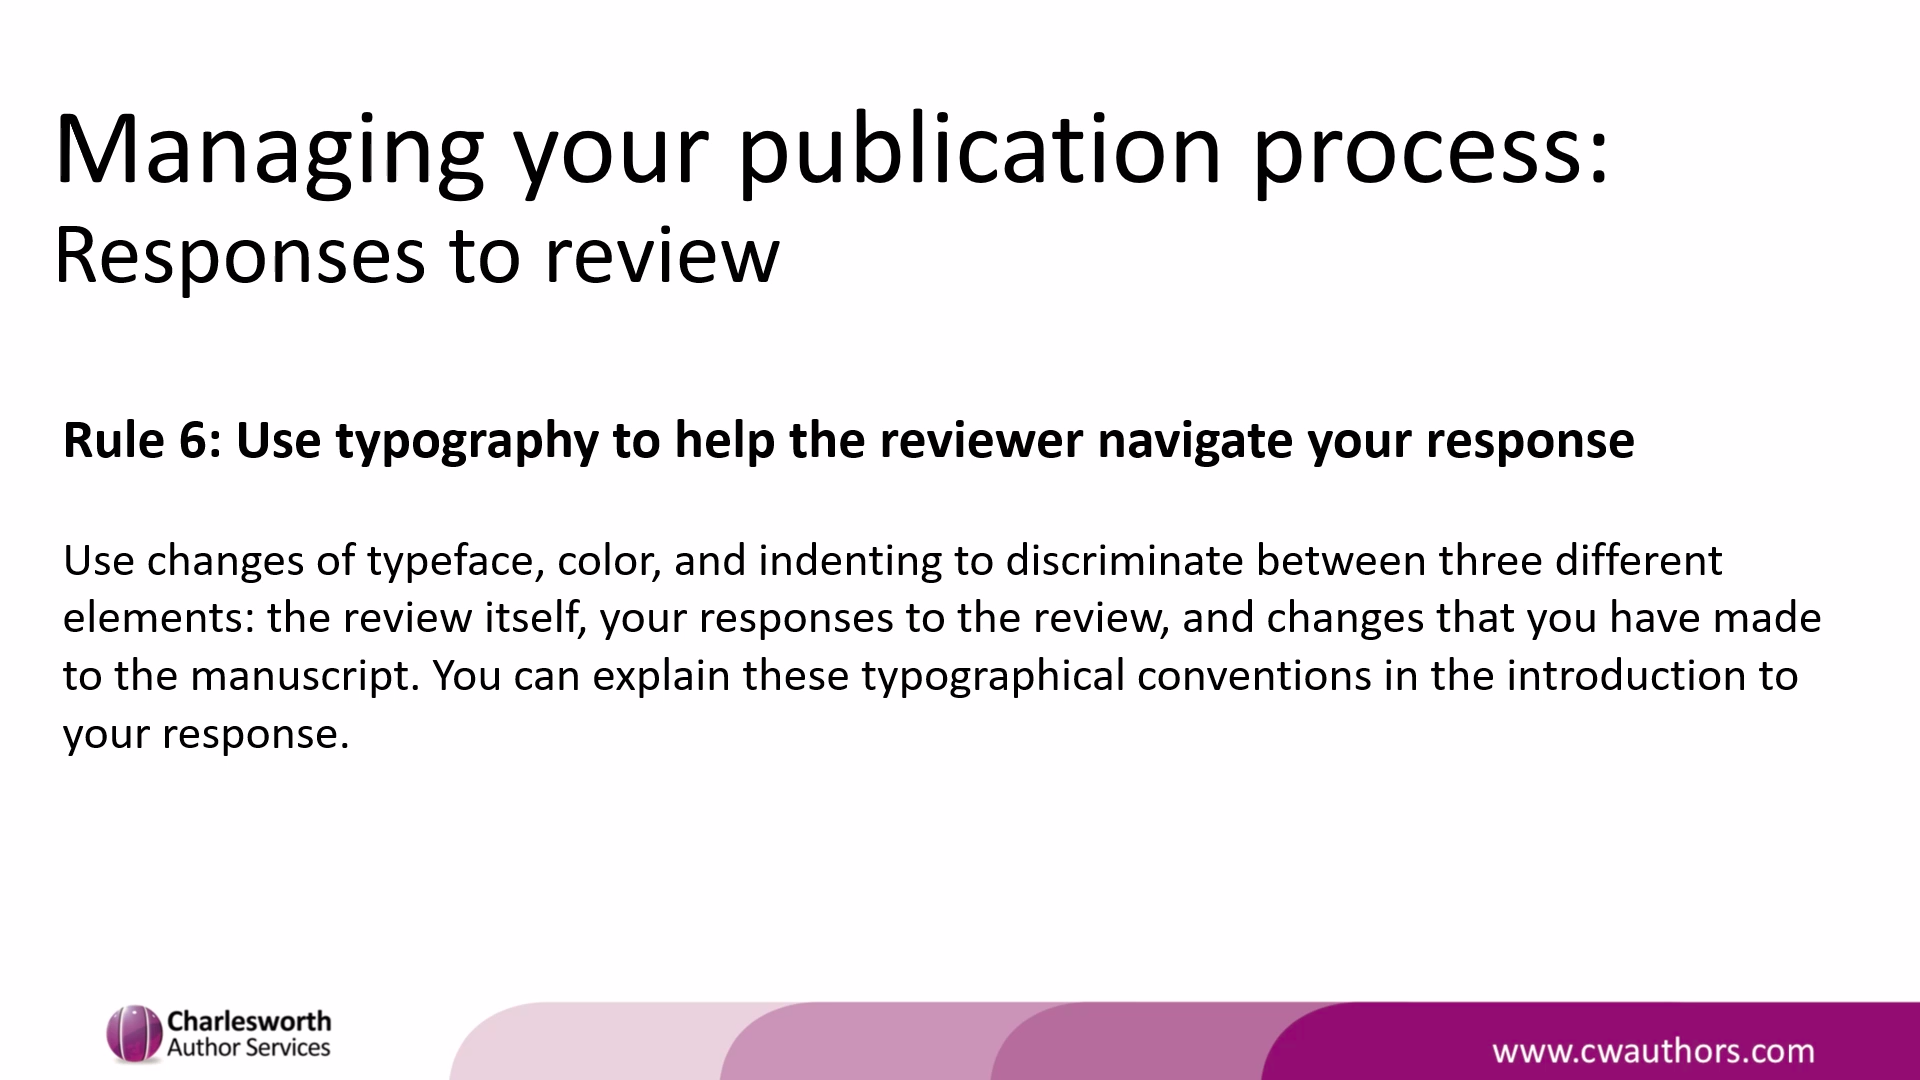 Managing your publication process:
Responses to review
Rule 6: Use typography to help the reviewer navigate your response
Use changes of typeface, color, and indenting to discriminate between three different
elements: the review itself, your responses to the review, and changes that you have made
to the manuscript. You can explain these typographical conventions in the introduction to
your response.
Charlesworth
Author Services
www.cwauthors.com